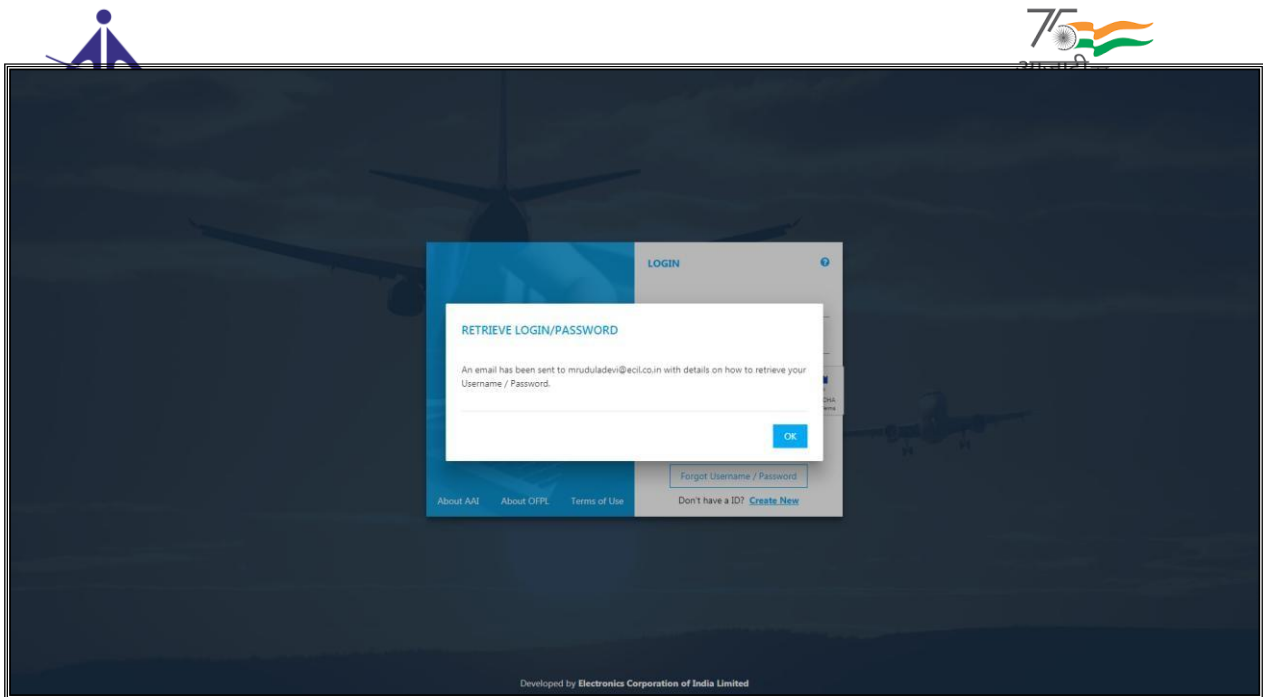 75
LOGIN
RETRIEVE LOGIN/PASSWORD
An email has been sent to mruduladevi@ecil.co.in with details on how to retrieve your
Username / Password.
OK
Forgot Username / Password
About AAI About OFPL Terms of Use
Don't have a ID? Create New
Developed by Electronics Corporation of India Limited